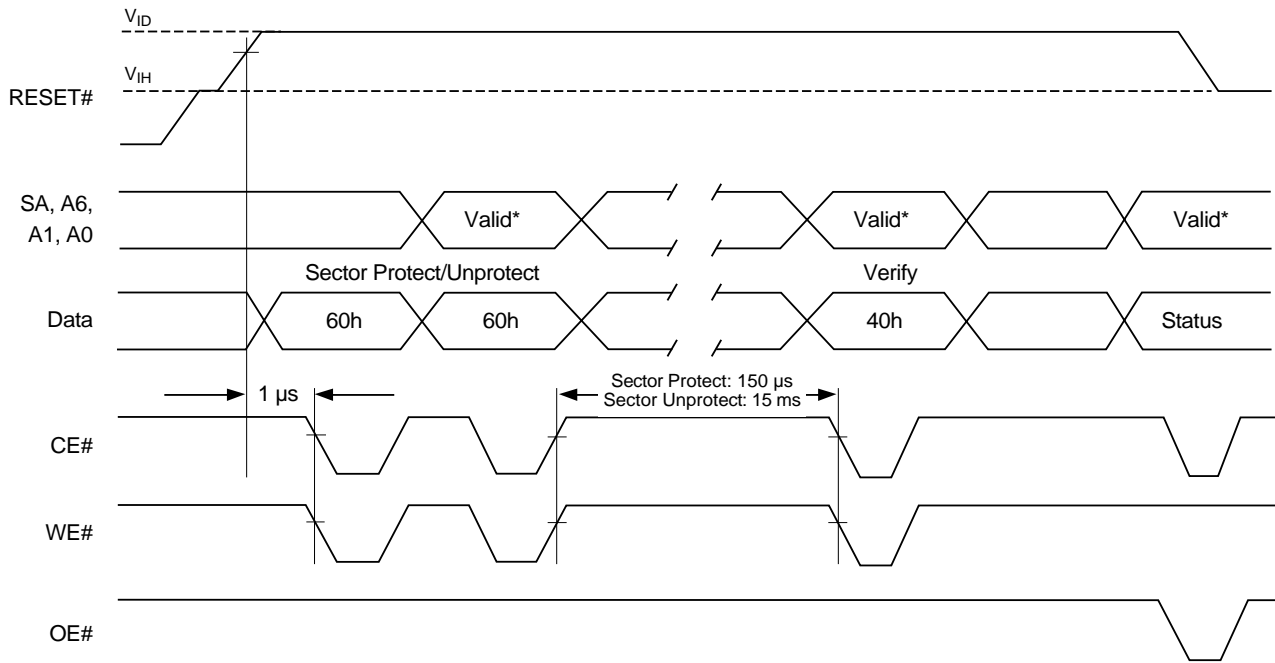 VID
VIH
RESET#
SA, A6,
A1, A0
Valid*
Valid*
Valid*
Sector Protect/Unprotect
Verify
Data
60h
60h
40h
Status
1 µs
Sector Protect: 150 µs
Sector Unprotect: 15 ms
CE#
WE#
OE#